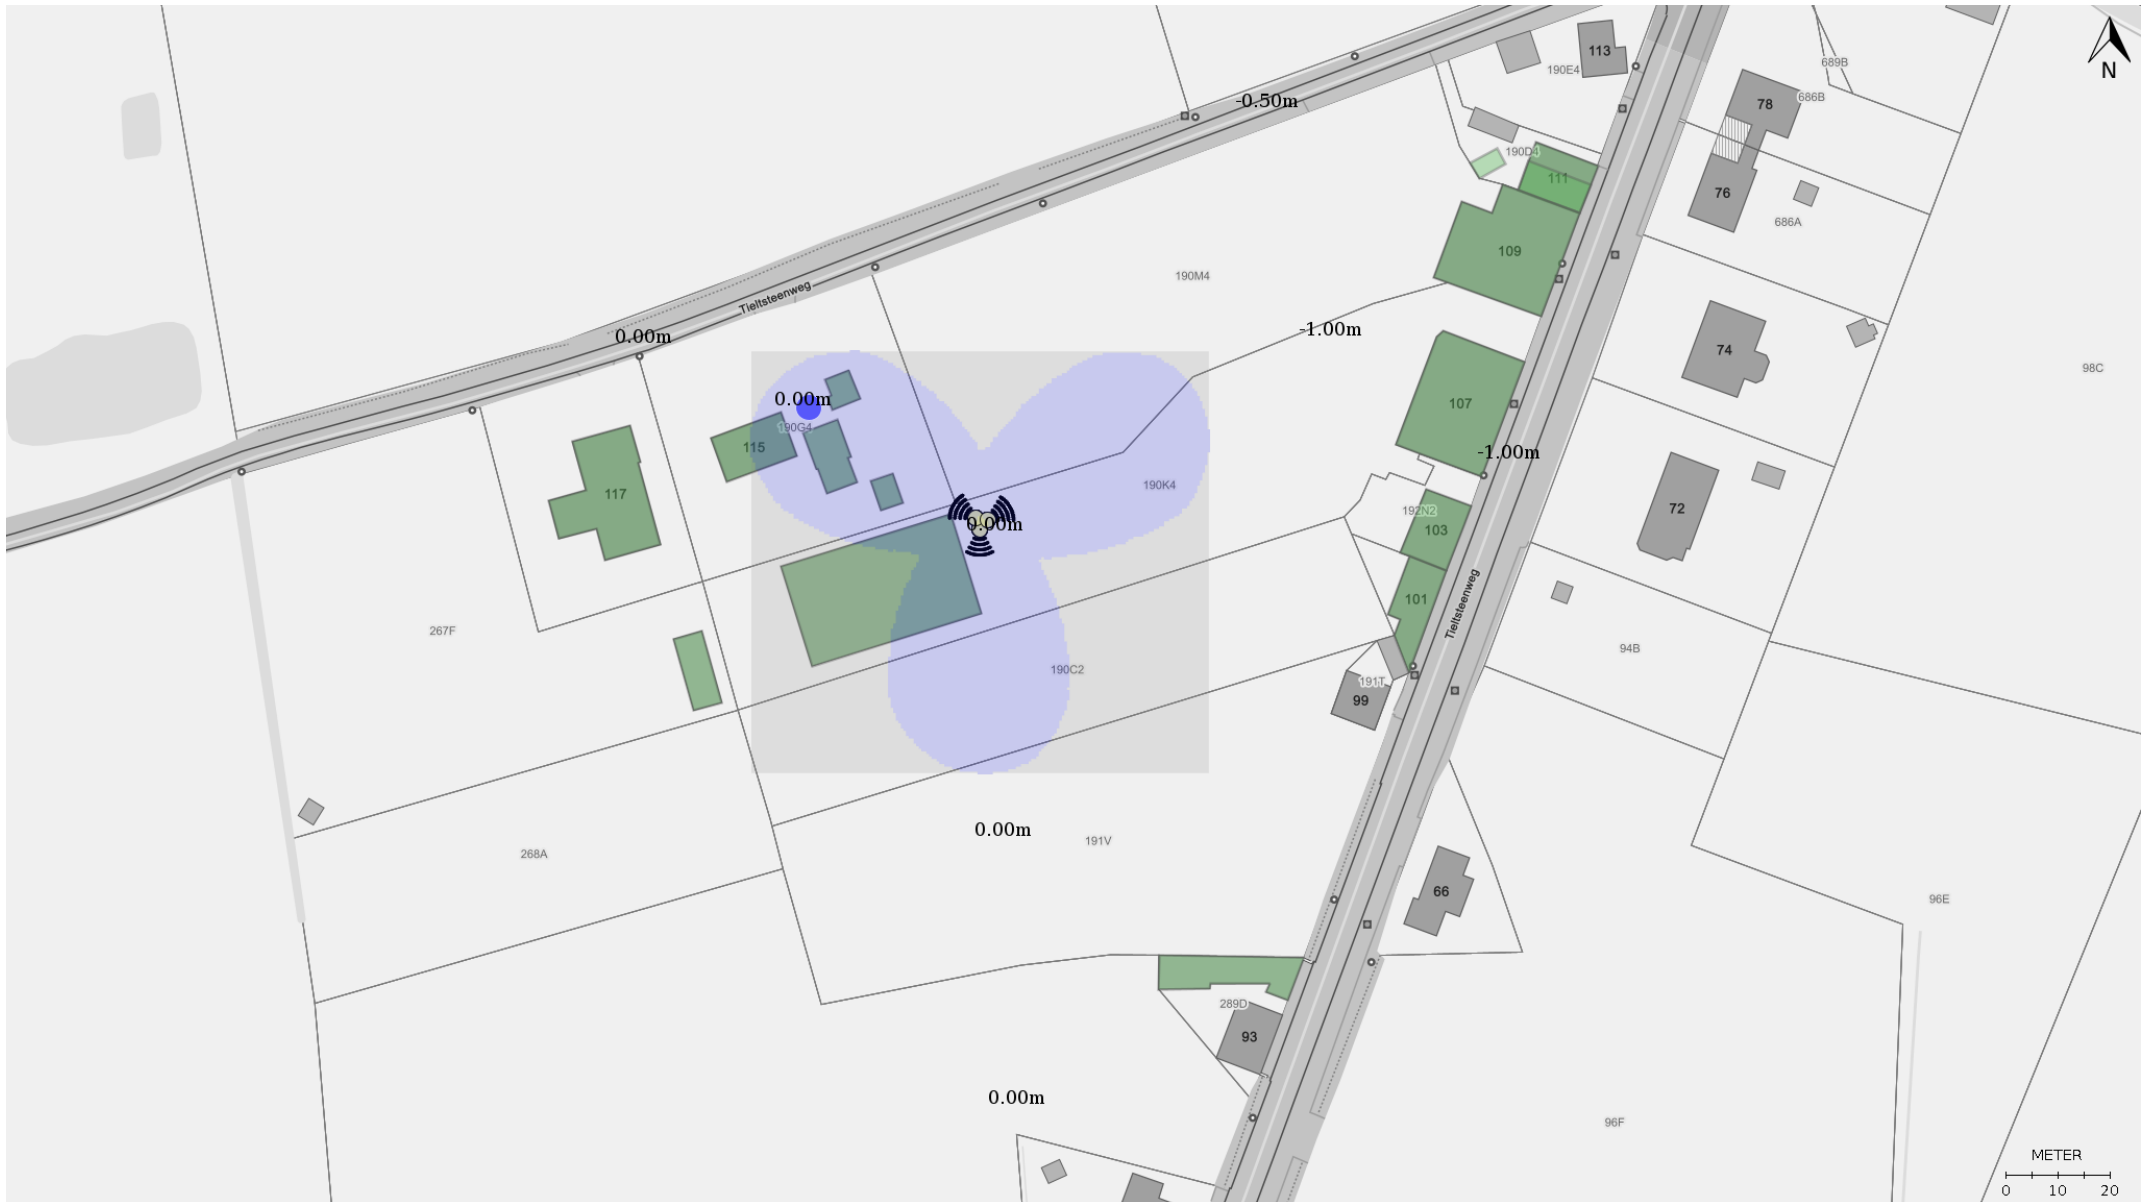 113
190E4
689B
N
-0.50m
78
686B
190D4
111
76
686A
109
190M4
Tieltsteenweg
0.00m
-1.00m
74
98C
0.00m
107
190G4
115
-1.00m
117
190K4
192N2
72
0.00m
103
101
Tieltsteenweg
267F
94B
190C2
191T
99
0.00m
191V
268A
66
96E
289D
93
0.00m
96F
METER
0 10 20